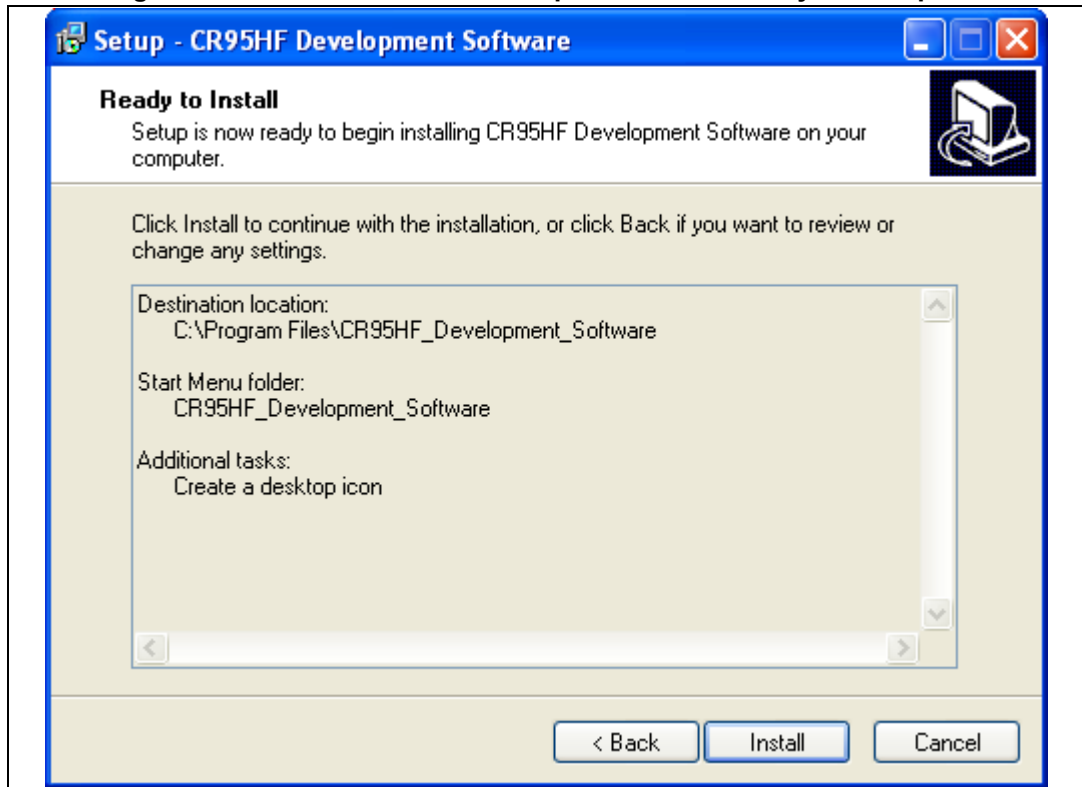 Setup - CR95HF Development Software
Ready to Install
Setup is now ready to begin installing CR95HF Development Software on your
computer.
Click Install to continue with the installation, or click Back if you want to review or
change any settings.
Destination location:
C:\Program Files\CR95HF_Development_Software
Start Menu folder:
CR95HF_Development_Software
Additional tasks:
Create a desktop icon
< Back
Install
Cancel